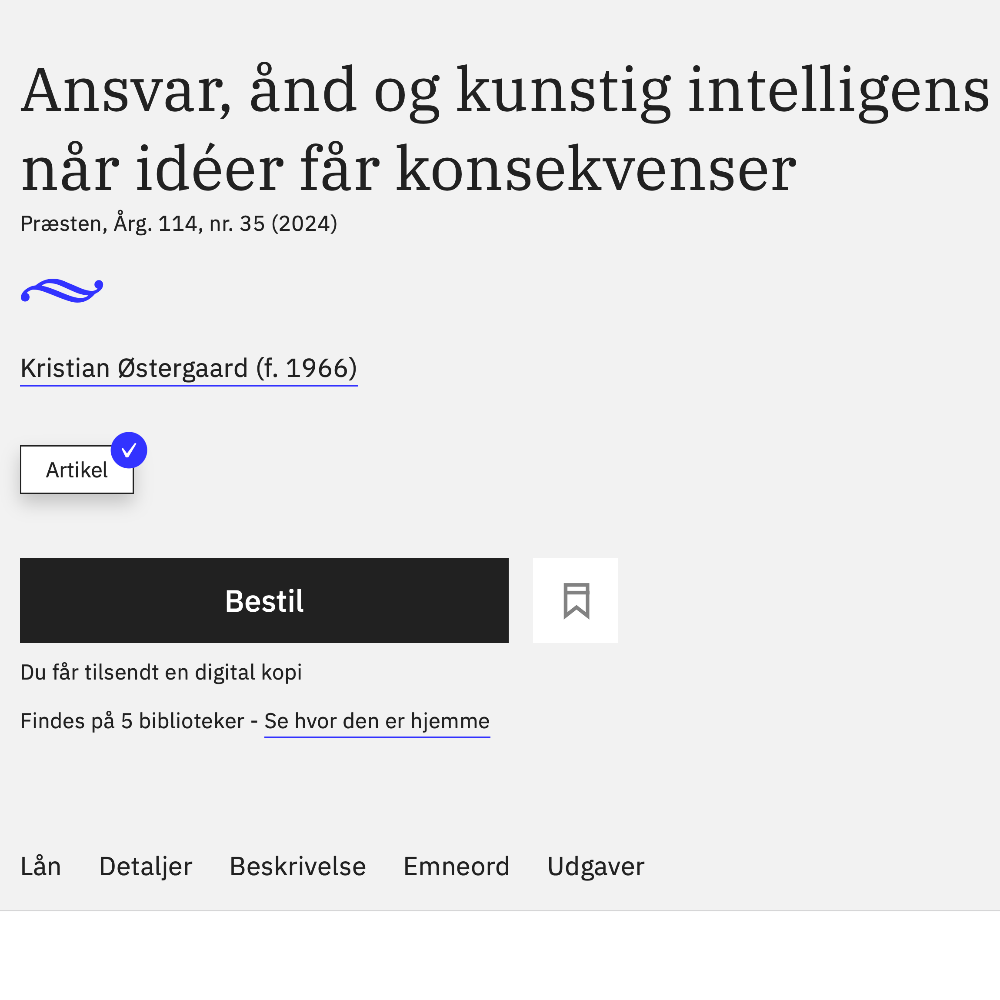 Ansvar, ånd og kunstig intelligens
når idéer får konsekvenser
Præsten, Årg. 114, nr. 35 (2024)
Kristian Østergaard (f. 1966)
Artikel
Bestil
Du får tilsendt en digital kopi
Findes på 5 biblioteker - Se hvor den er hjemme
Lån Detaljer Beskrivelse Emneord Udgaver